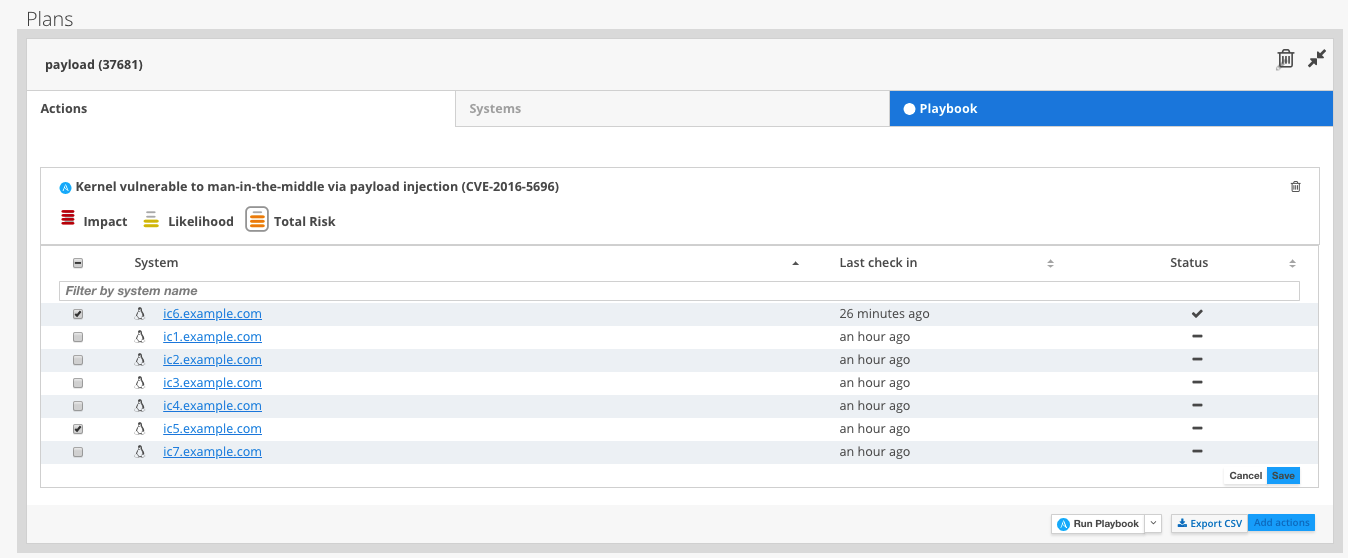 Plans
payload (37681)
Actions Systems Playbook
Kernel vulnerable to man-in-the-middle via payload injection (CVE-2016-5696)
Impact Likelihood Total Risk
System Last check in Status
Filter by system name
ic6.example.com 26 minutes ago
ic1.example.com an hour ago
ic2.example.com an hour ago
ic3.example.com an hour ago
ic4.example.com an hour ago
ic5.example.com an hour ago
ic7.example.com an hour ago
Cancel Save
Run Playbook Export CSV Add actions